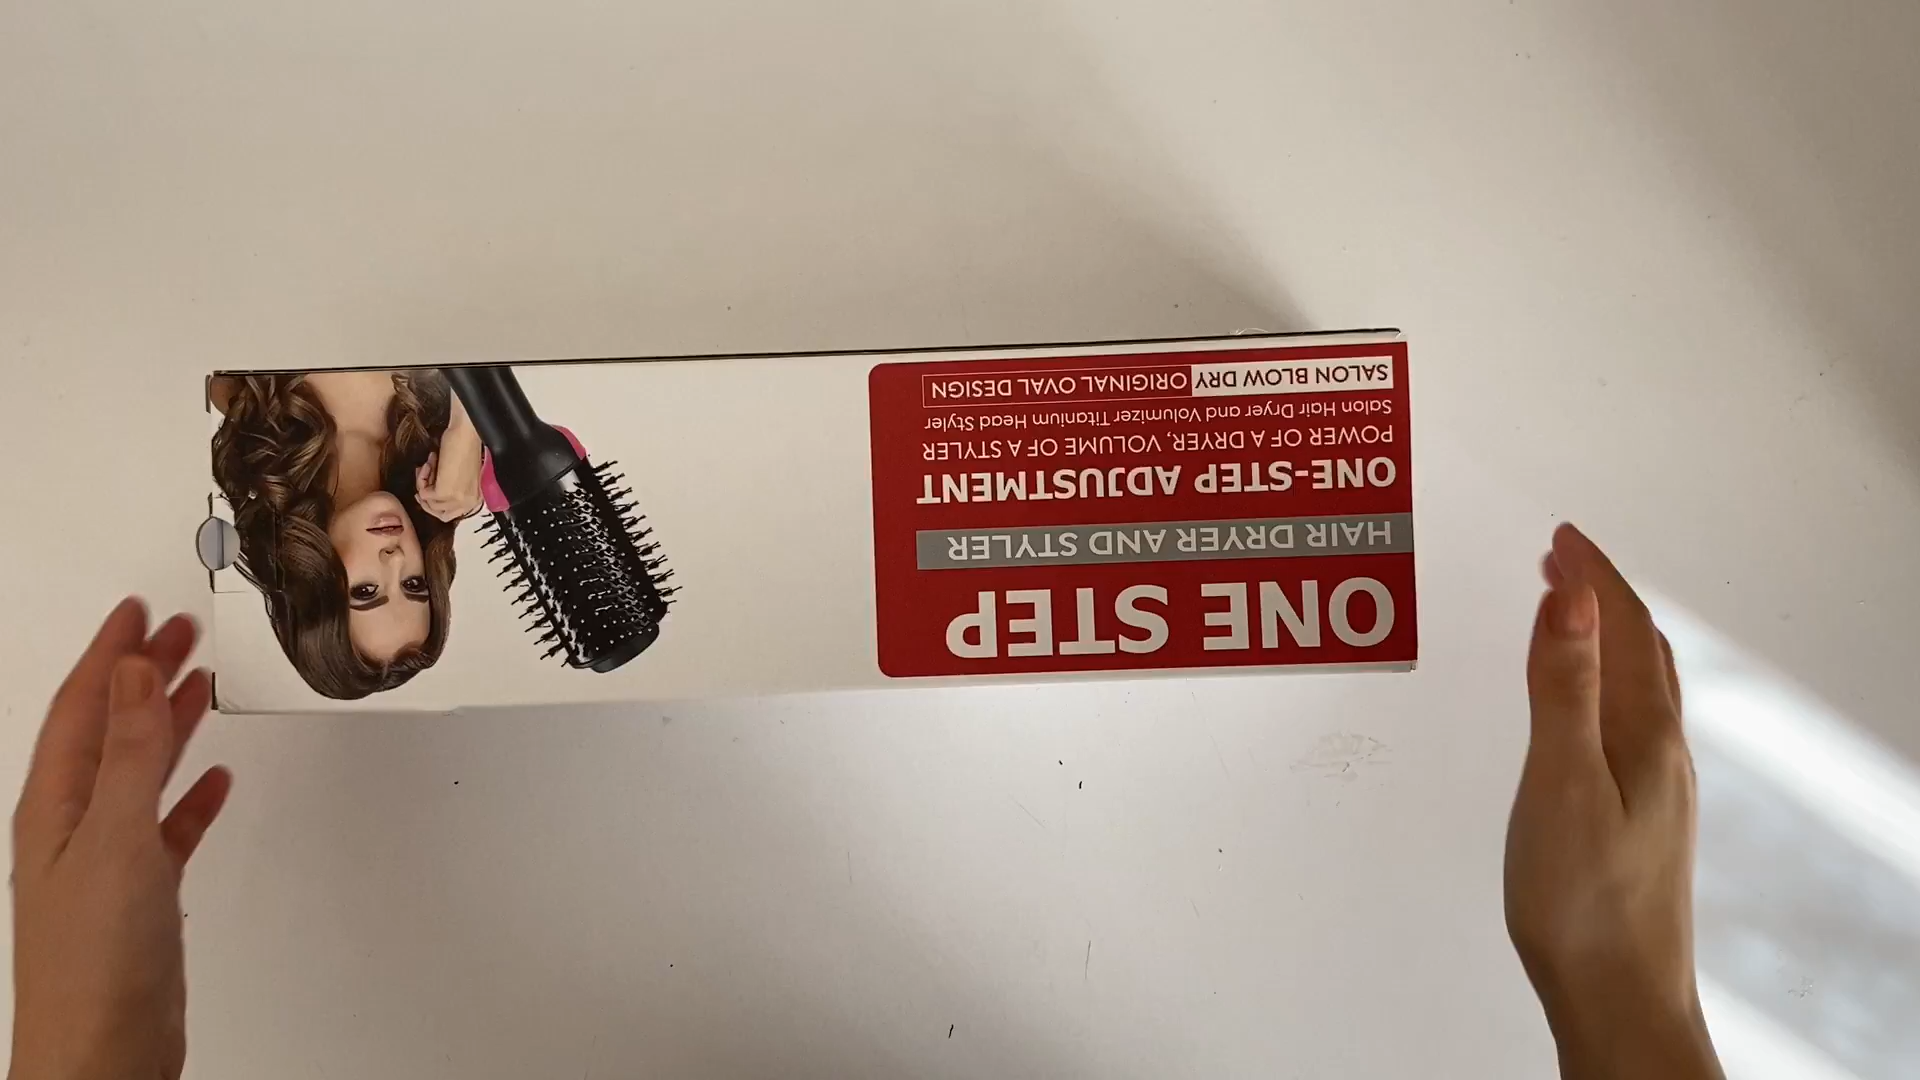 ONE STEP
HAIR DRYER AND STYLER
ONE-STEP ADJUSTMENT
POWER OF A DRYER, VOLUME OF A STYLER
Salon Hair Dryer and Volumizer Titanium Head Styler
SALON BLOW DRY ORIGINAL OVAL DESIGN